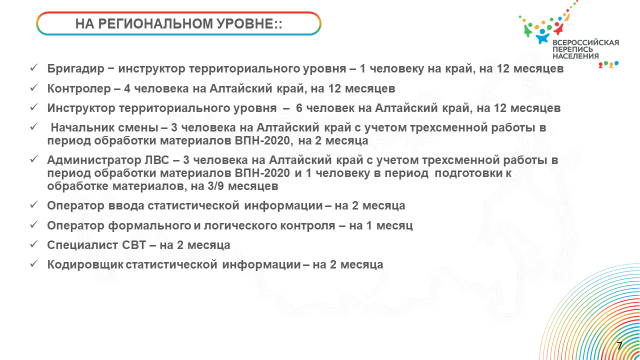 НА РЕГИОНАЛЬНОМ УРОВНЕ::
ВСЕРОССИЙСКАЯ
ПЕРЕПИСЬ
НАСЕЛЕНИЯ
2020
✓ Бригадир – инструктор территориального уровня – 1 человеку на край, на 12 месяцев
✓ Контролер – 4 человека на Алтайский край, на 12 месяцев
✓ Инструктор территориального уровня – 6 человек на Алтайский край, на 12 месяцев
✓ Начальник смены – 3 человека на Алтайский край с учетом трехсменной работы в
период обработки материалов ВПН-2020, на 2 месяца
✓ Администратор ЛВС – 3 человека на Алтайский край с учетом трехсменной работы в
период обработки материалов ВПН-2020 и 1 человеку в период подготовки к
обработке материалов, на 3/9 месяцев
✓ Оператор ввода статистической информации – на 2 месяца
✓ Оператор формального и логического контроля – на 1 месяц
✓ Специалист СВТ – на 2 месяца
✓ Кодировщик статистической информации – на 2 месяца
7